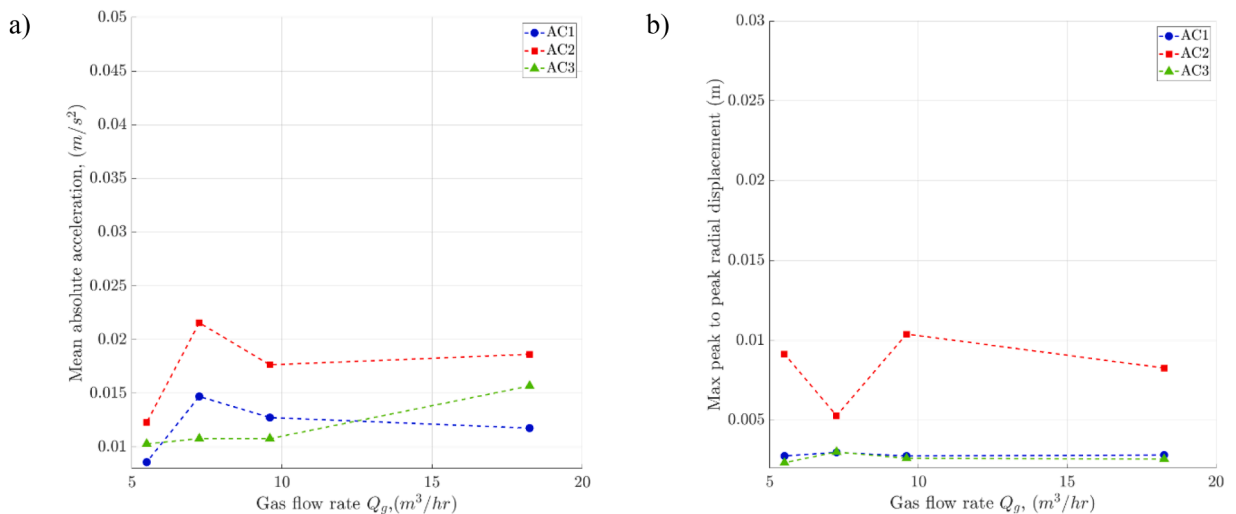 a)
Mean absolute acceleration, (m/s²)
0.05
0.045
0.04
0.035
0.03
0.025
0.02
0.015
0.01
5 10 15 20
Gas flow rate Q_g,(m³/hr)
AC1
AC2
AC3
b)
Max peak to peak radial displacement (m)
0.03
0.025
0.02
0.015
0.01
0.005
5 10 15 20
Gas flow rate Q_g, (m³/hr)
AC1
AC2
AC3